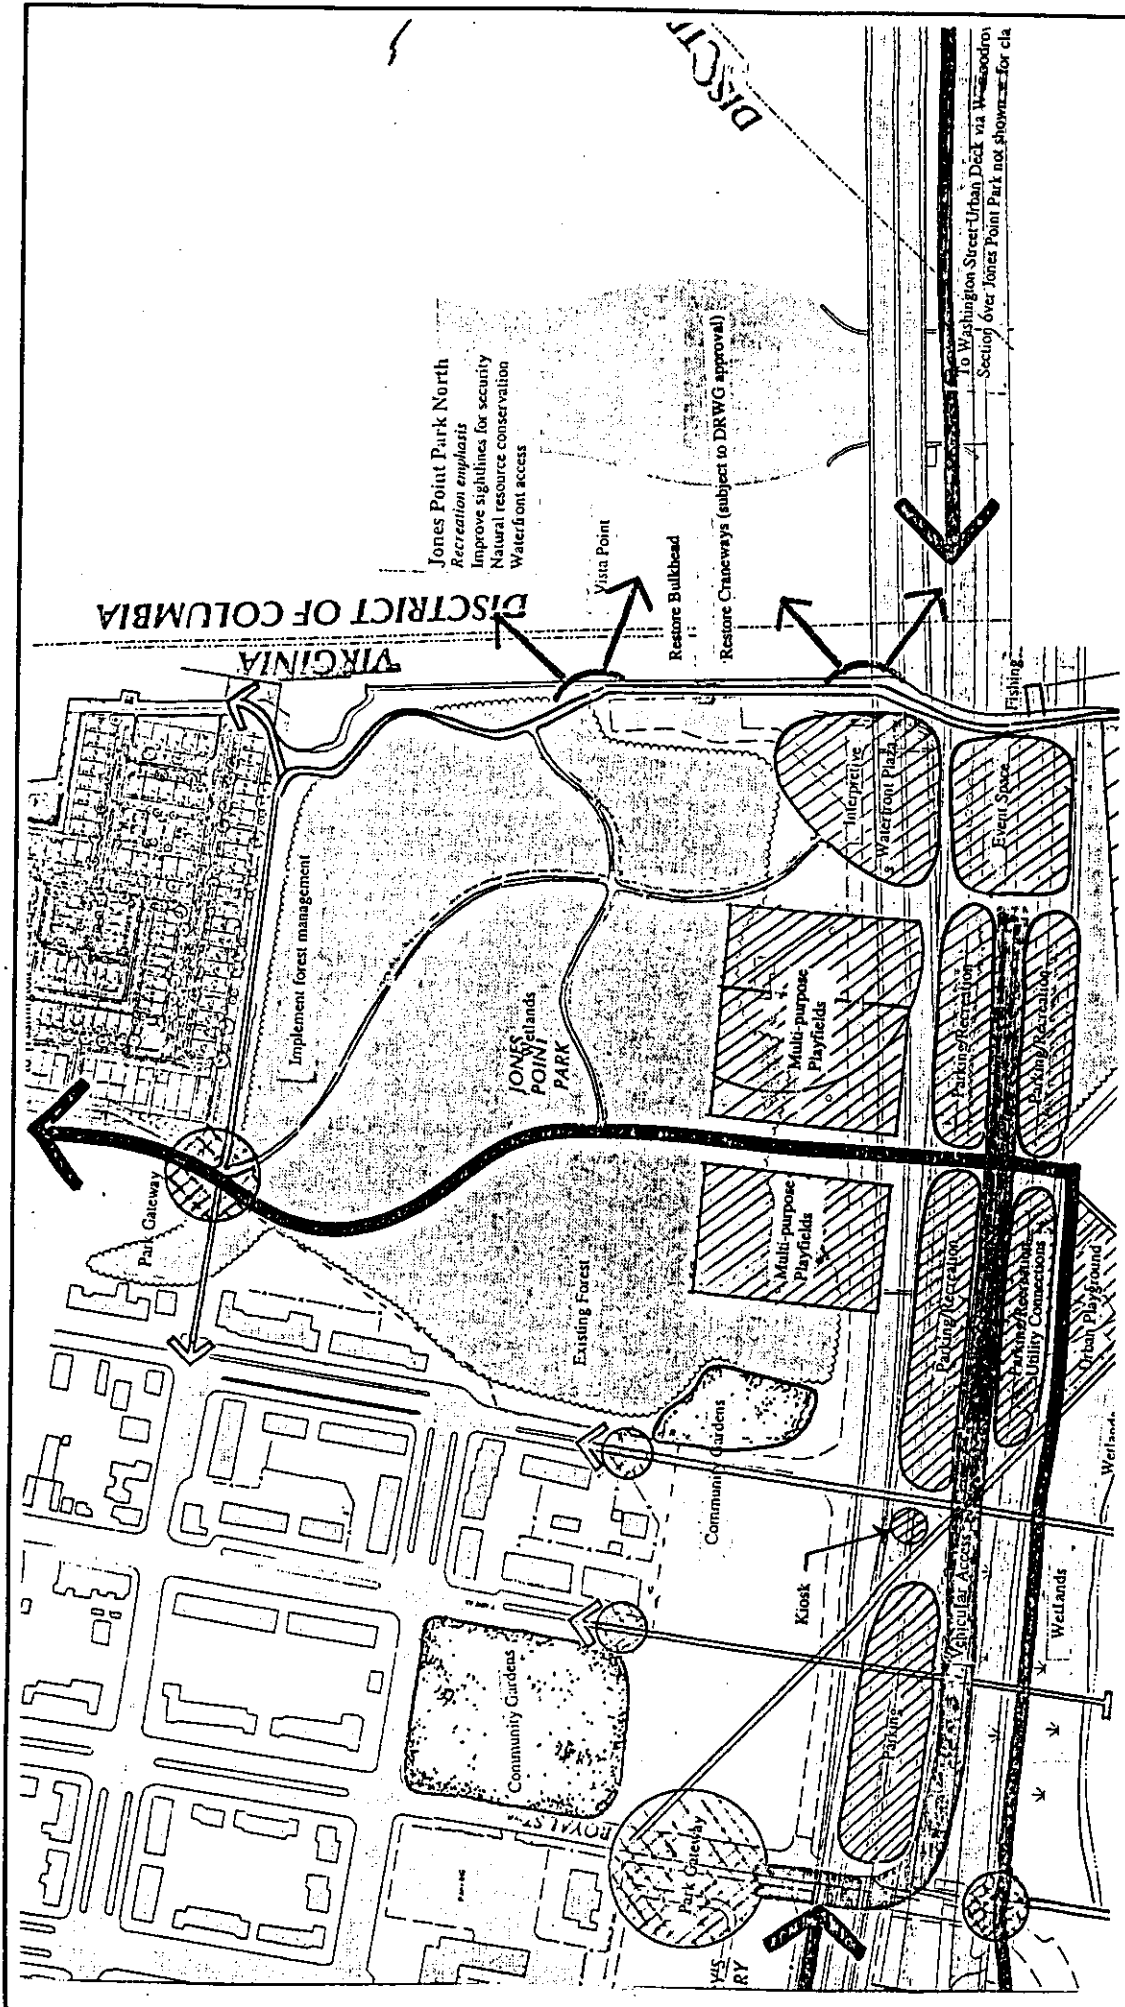 DISCTRI
To Washington Street Urban Deck via Woodrow
Section over Jones Point Park not shown for cla
Jones Point Park North
Recreation emphasis
Improve sightlines for security
Natural resource conservation
Waterfront access
Vista Point
Restore Bulkhead
Restore Craneways (subject to DRWG approval)
DISCTRICT OF COLUMBIA
VIRGINIA
Fishing
Interpretive
Waterfront Plaza
Event Space
Implement forest management
JONES
POINT
PARK
Wetlands
Multi-purpose
Playfields
Parking/Recreation
Parking/Recreation
Park Gateway
Existing Forest
Multi-purpose
Playfields
Parking/Recreation
Parking/Recreation
Utility Connections
Urban Playground
Community Gardens
Wetlands
Kiosk
Vehicular Access
Wetlands
Community Gardens
Parking
ROYAL ST
Park Gateway
RY